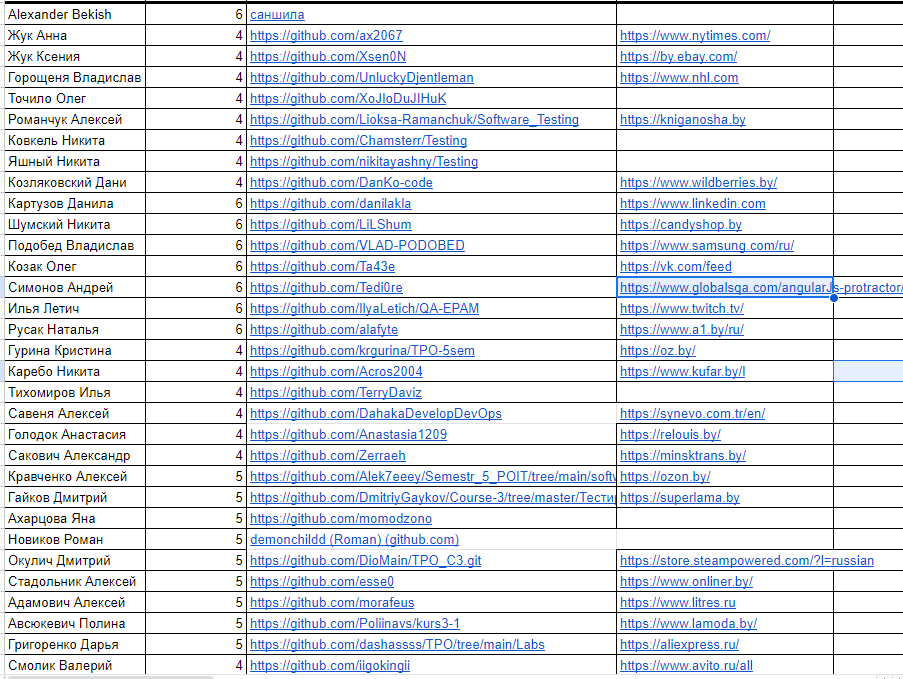 Alexander Bekish 6 саншила
Жук Анна 4 https://github.com/ax2067 https://www.nytimes.com/
Жук Ксения 4 https://github.com/Xsen0N https://by.ebay.com/
Горощеня Владислав 4 https://github.com/UnluckyDjentleman https://www.nhl.com
Точило Олег 4 https://github.com/XoJIoDuJIHuK
Романчук Алексей 4 https://github.com/Lioksa-Ramanchuk/Software_Testing https://kniganosha.by
Ковкель Никита 4 https://github.com/Chamsterr/Testing
Яшный Никита 4 https://github.com/nikitayashny/Testing
Козляковский Дани 4 https://github.com/DanKo-code https://www.wildberries.by/
Картузов Данила 6 https://github.com/danilakla https://www.linkedin.com
Шумский Никита 6 https://github.com/LiLShum https://candyshop.by
Подобед Владислав 6 https://github.com/VLAD-PODOBED https://www.samsung.com/ru/
Козак Олег 6 https://github.com/Ta43e https://vk.com/feed
Симонов Андрей 6 https://github.com/Tedi0re https://www.globalsqa.com/angularJs-protractor/
Илья Летич 6 https://github.com/IlyaLetich/QA-EPAM https://www.twitch.tv/
Русак Наталья 6 https://github.com/alafyte https://www.a1.by/ru/
Гурина Кристина 4 https://github.com/krgurina/TPO-5sem https://oz.by/
Каребо Никита 4 https://github.com/Acros2004 https://www.kufar.by/l
Тихомиров Илья 4 https://github.com/TerryDaviz
Савеня Алексей 4 https://github.com/DahakaDevelopDevOps https://synevo.com.tr/en/
Голодок Анастасия 4 https://github.com/Anastasia1209 https://relouis.by/
Сакович Александр 4 https://github.com/Zerraeh https://minsktrans.by/
Кравченко Алексей 5 https://github.com/Alek7eeey/Semestr_5_POIT/tree/main/softw https://ozon.by/
Гайков Дмитрий 5 https://github.com/DmitriyGaykov/Course-3/tree/master/Тести https://superlama.by
Ахарцова Яна 5 https://github.com/momodzono
Новиков Роман 5 demonchildd (Roman) (github.com)
Окулич Дмитрий 5 https://github.com/DioMain/TPO_C3.git https://store.steampowered.com/?l=russian
Стадольник Алексей 5 https://github.com/esse0 https://www.onliner.by/
Адамович Алексей 5 https://github.com/morafeus https://www.litres.ru
Авсюкевич Полина 5 https://github.com/Poliinavs/kurs3-1 https://www.lamoda.by/
Григоренко Дарья 5 https://github.com/dashassss/TPO/tree/main/Labs https://aliexpress.ru/
Смолик Валерий 4 https://github.com/iigokingii https://www.avito.ru/all